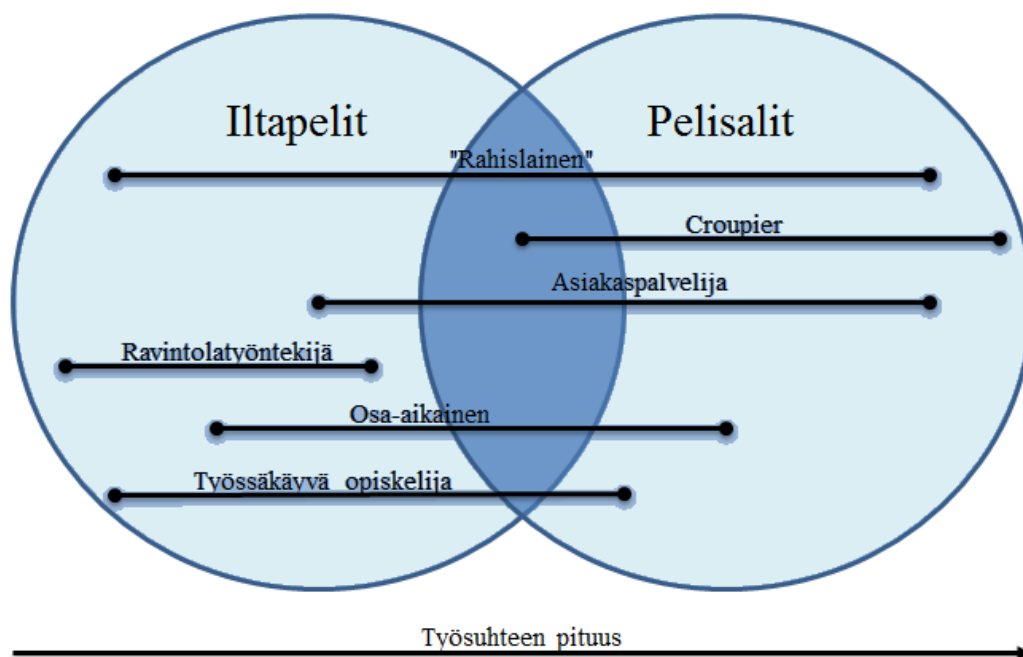 Iltapelit
Pelisalit
"Rahislainen"
Croupier
Asiakaspalvelija
Ravintolatyöntekijä
Osa-aikainen
Työssäkäyvä opiskelija
Työsuhteen pituus